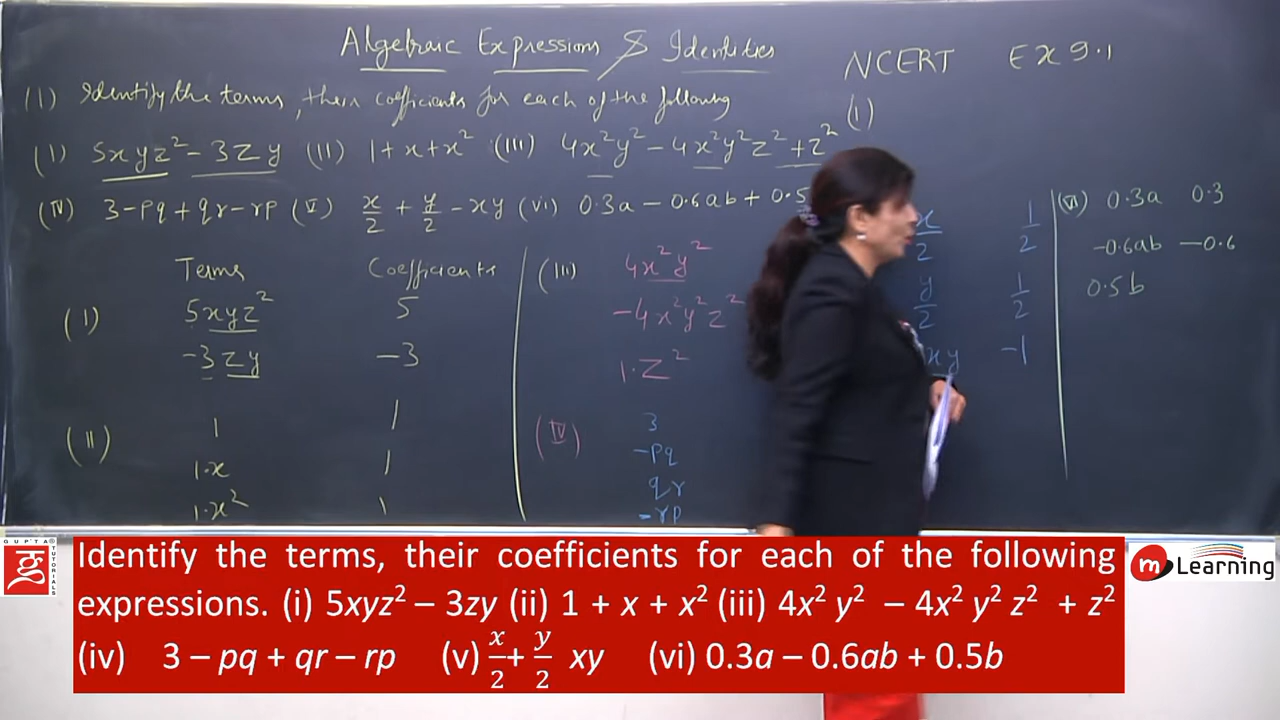 Algebraic Expressions & Identities
NCERT Ex 9.1
(1) Identify the terms, their coefficients for each of the following
(1)
(I) 5xyz² - 3zy (II) 1 + x + x² (III) 4x²y² - 4x²y²z² + z²
(IV) 3 - pq + qr - rp (V) x/2 + y/2 - xy (vi) 0.3a - 0.6ab + 0.5
Terms Coefficients
(I) 5xyz² 5
-3zy -3
(II) 1 1
1.x 1
1.x² 1
(III) 4x²y²
-4x²y²z²
1.z²
(IV) 3
-pq
qr
-rp
x/2 1/2
y/2 1/2
xy -1
(VI) 0.3a 0.3
-0.6ab -0.6
0.5b
GUPTA TUTORIALS
Identify the terms, their coefficients for each of the following
expressions. (i) 5xyz² – 3zy (ii) 1 + x + x² (iii) 4x² y² – 4x² y² z² + z²
(iv) 3 – pq + qr – rp (v) x/2 + y/2 xy (vi) 0.3a – 0.6ab + 0.5b
m Learning